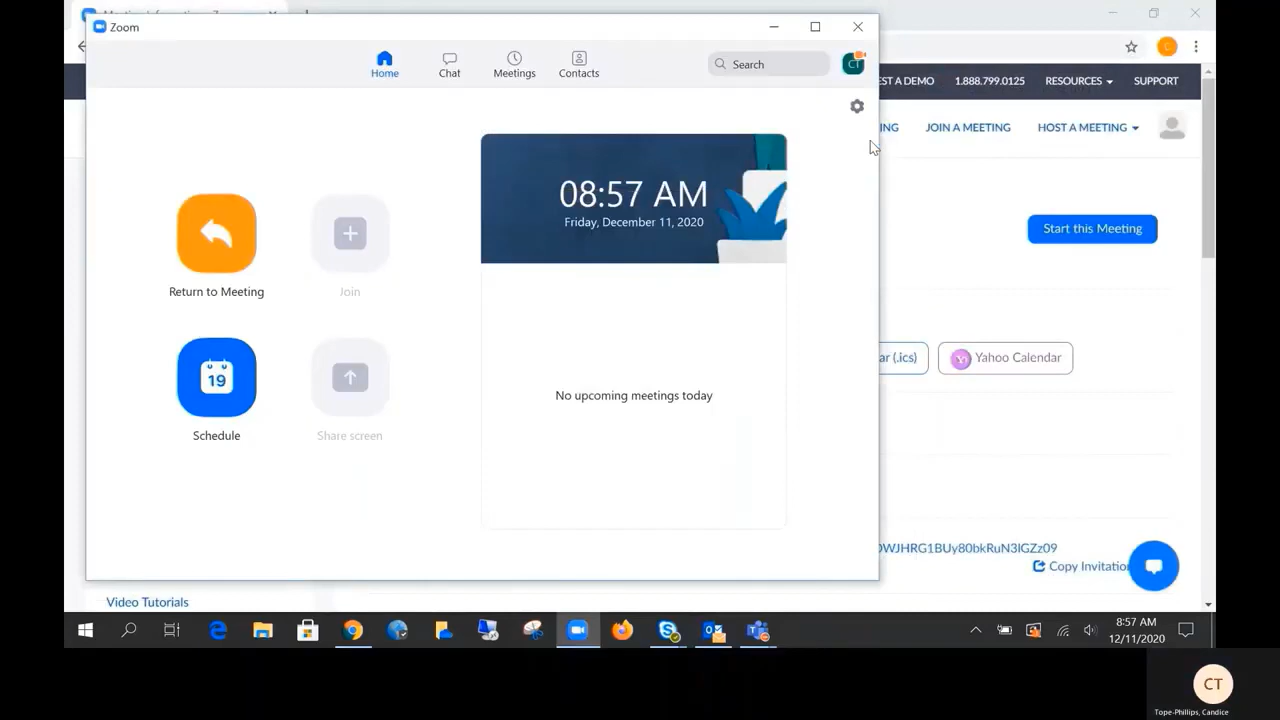 Zoom
Home
Chat
Meetings
Contacts
Search
CT
C
EST A DEMO
1.888.799.0125
RESOURCES
SUPPORT
ING
JOIN A MEETING
HOST A MEETING
08:57 AM
Friday, December 11, 2020
Start this Meeting
Return to Meeting
Join
ar (.ics)
Yahoo Calendar
19
No upcoming meetings today
Schedule
Share screen
WJHRG1BUy80bkRuN3lGZz09
Copy Invitation
Video Tutorials
8:57 AM
12/11/2020
CT
Tope-Phillips, Candice